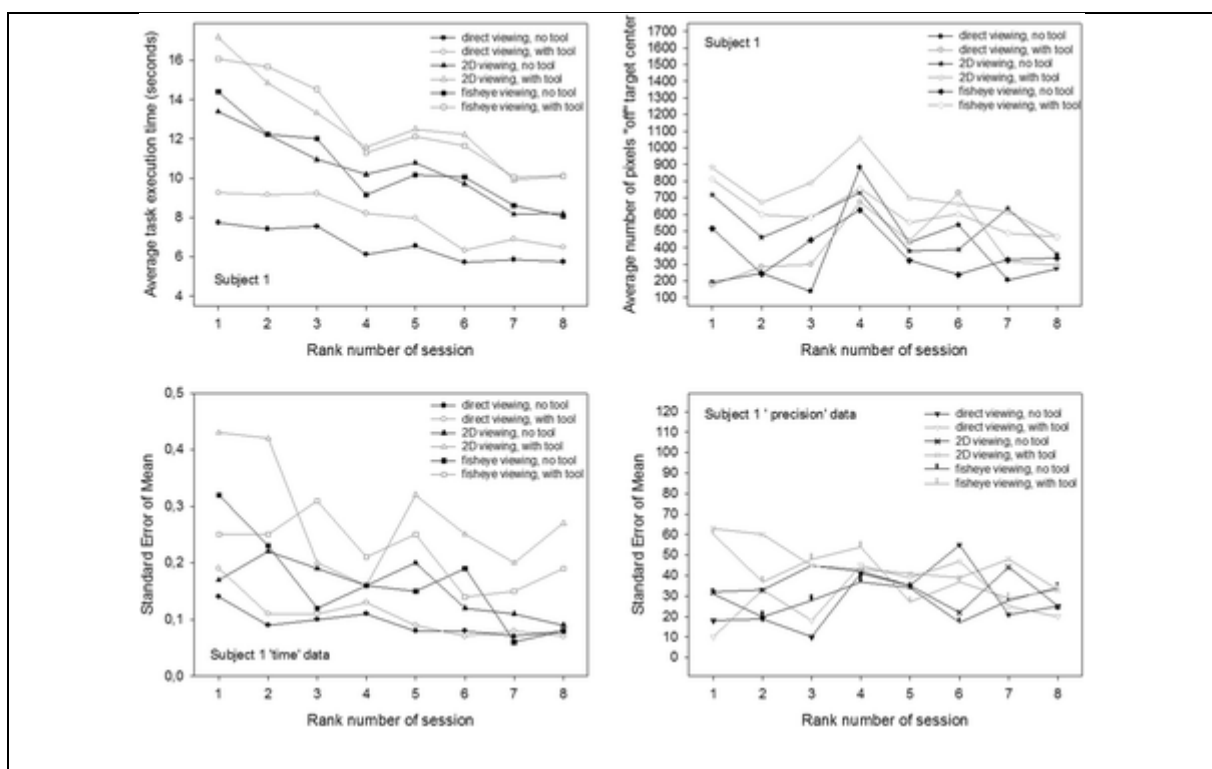 Average task execution time (seconds)
16
14
12
10
8
6
4
direct viewing, no tool
direct viewing, with tool
2D viewing, no tool
2D viewing, with tool
fisheye viewing, no tool
fisheye viewing, with tool
Subject 1
1 2 3 4 5 6 7 8
Rank number of session
Average number of pixels "off" target center
1700
1600
1500
1400
1300
1200
1100
1000
900
800
700
600
500
400
300
200
100
Subject 1
direct viewing, no tool
direct viewing, with tool
2D viewing, no tool
2D viewing, with tool
fisheye viewing, no tool
fisheye viewing, with tool
1 2 3 4 5 6 7 8
Rank number of session
Standard Error of Mean
0,5
0,4
0,3
0,2
0,1
0,0
direct viewing, no tool
direct viewing, with tool
2D viewing, no tool
2D viewing, with tool
fisheye viewing, no tool
fisheye viewing, with tool
Subject 1 'time' data
1 2 3 4 5 6 7 8
Rank number of session
Standard Error of Mean
120
110
100
90
80
70
60
50
40
30
20
10
0
Subject 1 ' precision' data
direct viewing, no tool
direct viewing, with tool
2D viewing, no tool
2D viewing, with tool
fisheye viewing, no tool
fisheye viewing, with tool
1 2 3 4 5 6 7 8
Rank number of session